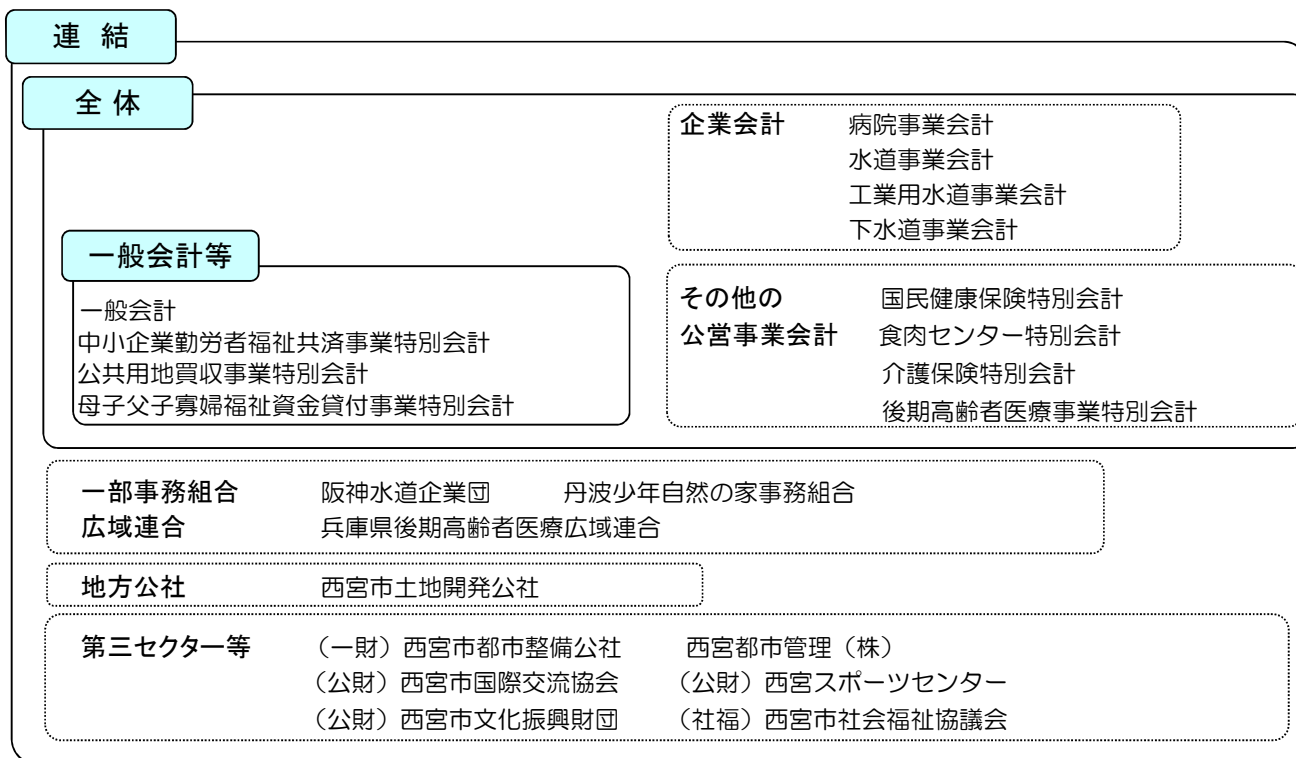 連 結
全 体
企業会計 病院事業会計
水道事業会計
工業用水道事業会計
下水道事業会計
一般会計等
一般会計
中小企業勤労者福祉共済事業特別会計
公共用地買収事業特別会計
母子父子寡婦福祉資金貸付事業特別会計
その他の 国民健康保険特別会計
公営事業会計 食肉センター特別会計
介護保険特別会計
後期高齢者医療事業特別会計
一部事務組合 阪神水道企業団 丹波少年自然の家事務組合
広域連合 兵庫県後期高齢者医療広域連合
地方公社 西宮市土地開発公社
第三セクター等 （一財）西宮市都市整備公社 西宮都市管理（株）
（公財）西宮市国際交流協会 （公財）西宮スポーツセンター
（公財）西宮市文化振興財団 （社福）西宮市社会福祉協議会